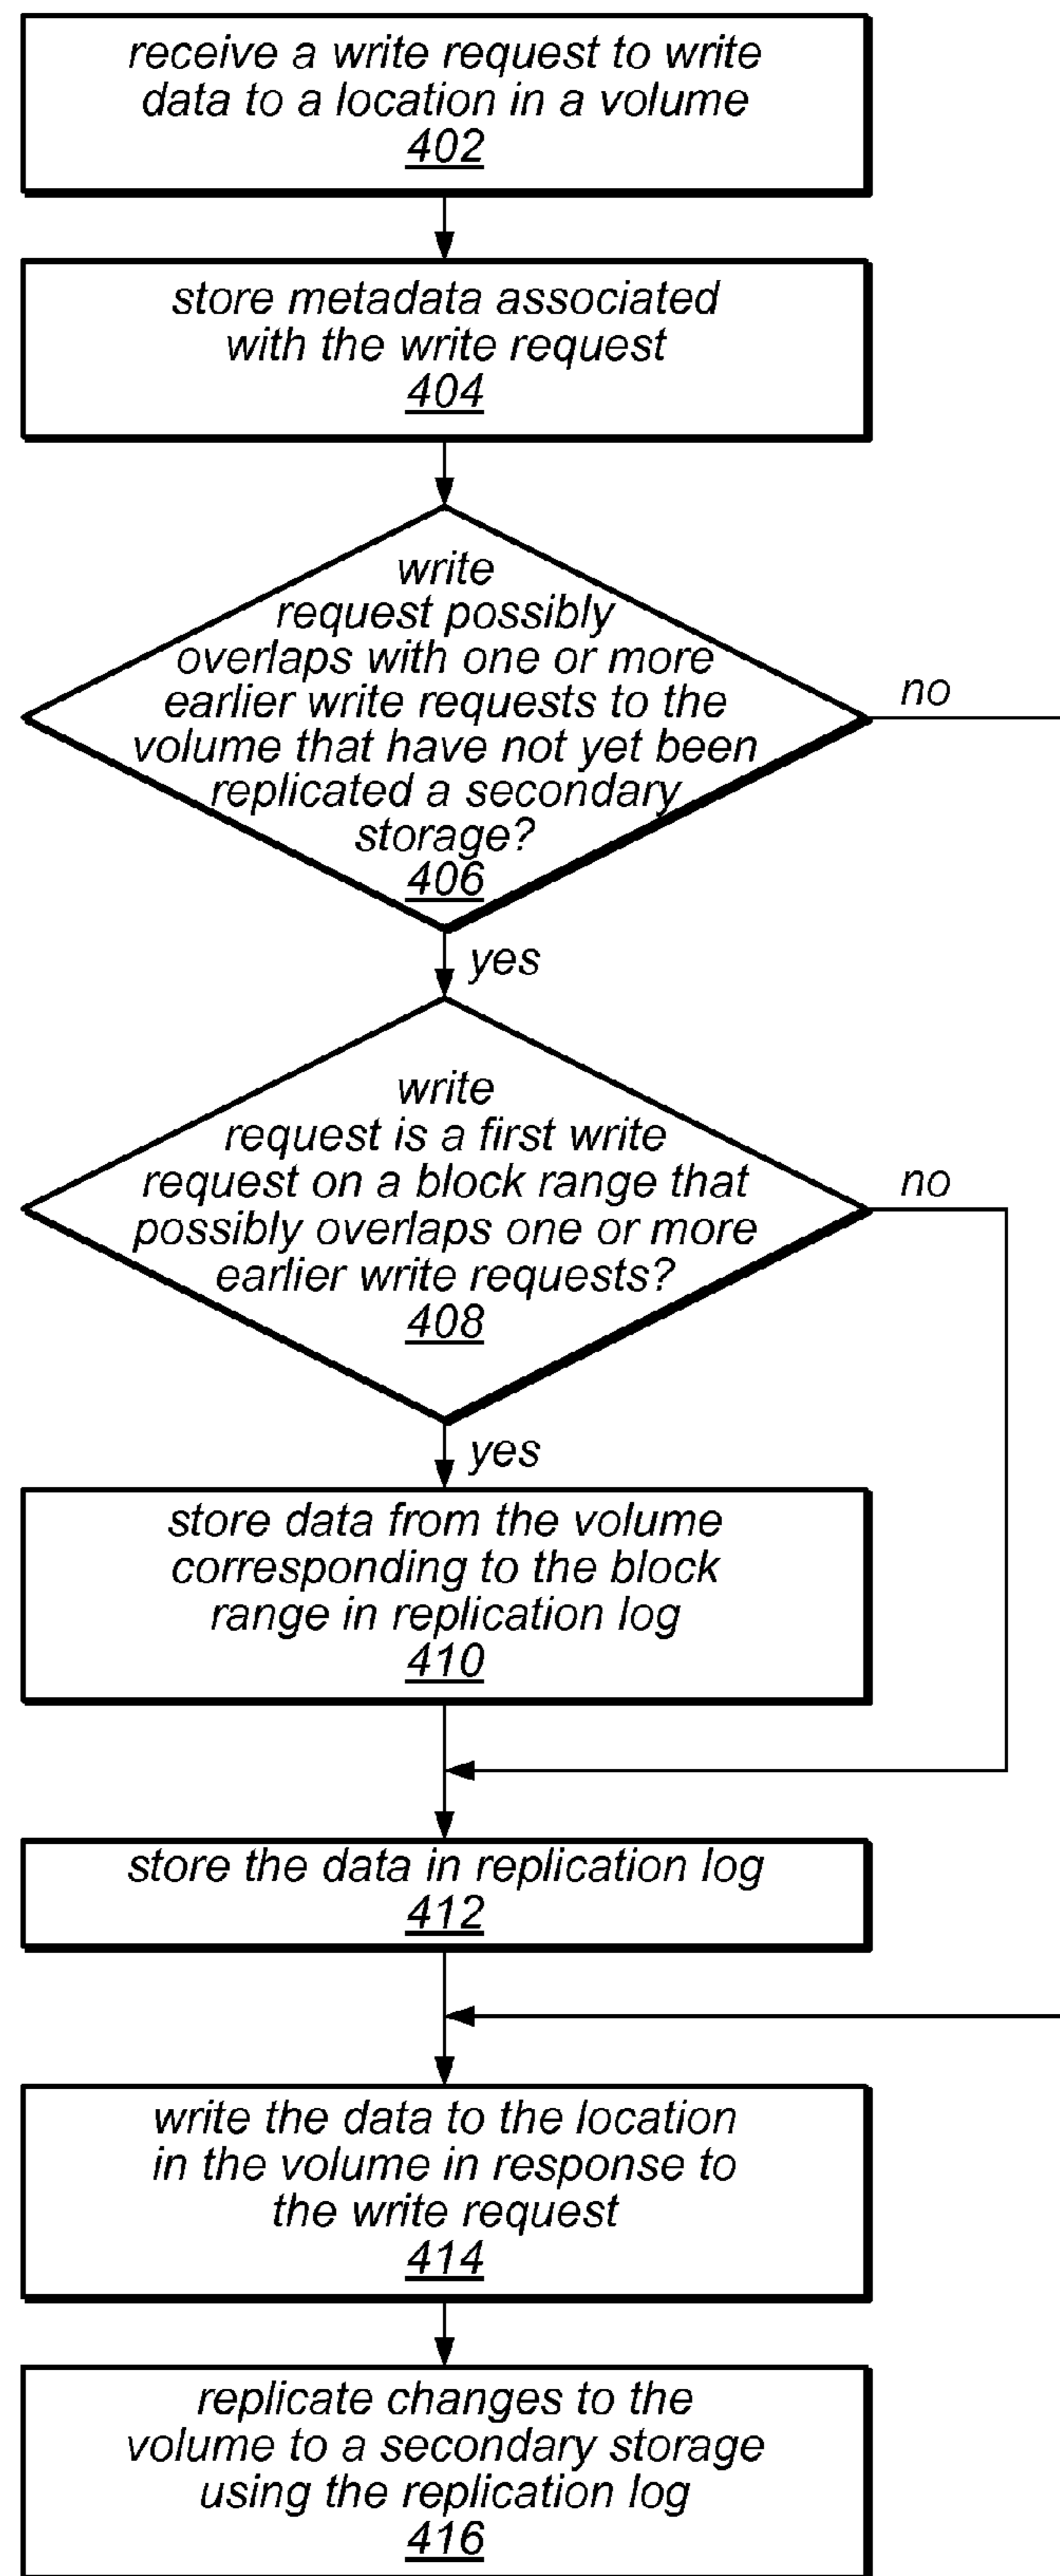 receive a write request to write
data to a location in a volume
402
store metadata associated
with the write request
404
write
request possibly
overlaps with one or more
earlier write requests to the
volume that have not yet been
replicated a secondary
storage?
406
no
yes
write
request is a first write
request on a block range that
possibly overlaps one or more
earlier write requests?
408
no
yes
store data from the volume
corresponding to the block
range in replication log
410
store the data in replication log
412
write the data to the location
in the volume in response to
the write request
414
replicate changes to the
volume to a secondary storage
using the replication log
416